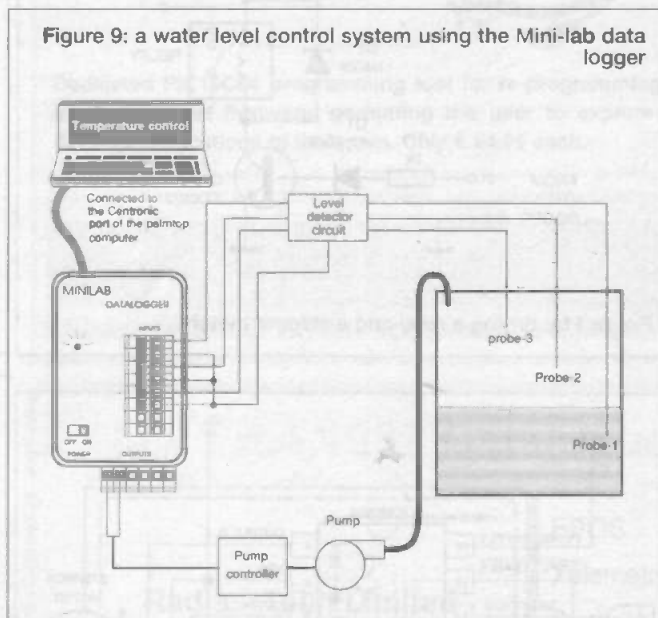 Figure 9: a water level control system using the Mini-lab data
logger
Temperature control
Connected to
the Centronic
port of the palmtop
computer
Level
detector
circuit
MINILAB
DATALOGGER
INPUTS
probe-3
Probe-2
Probe-1
OFF ON
POWER
OUTPUTS
Pump
Pump
controller